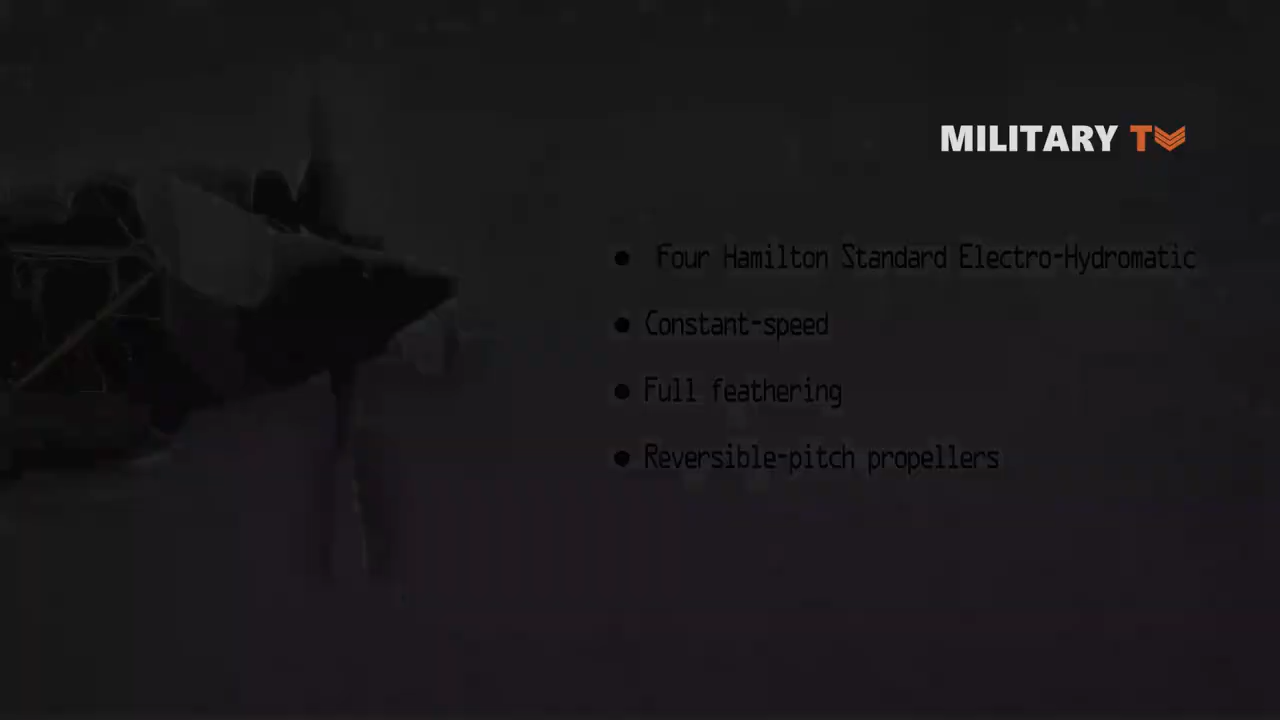 MILITARY TV
• Four Hamilton Standard Electro-Hydromatic
• Constant-speed
• Full feathering
• Reversible-pitch propellers